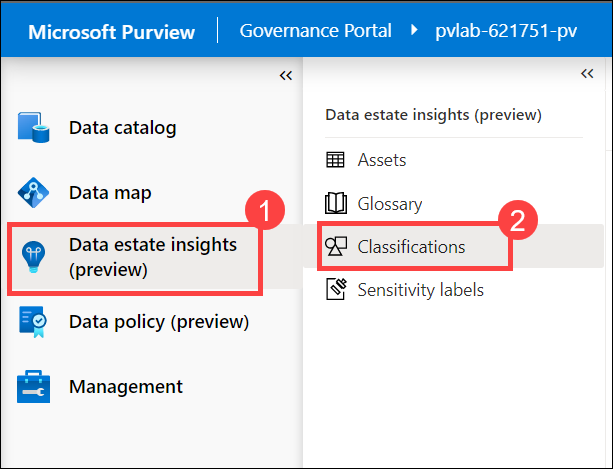 Microsoft Purview Governance Portal pvlab-621751-pv
Data catalog
Data map
1
Data estate insights
(preview)
Data policy (preview)
Management
Data estate insights (preview)
Assets
Glossary
2
Classifications
Sensitivity labels